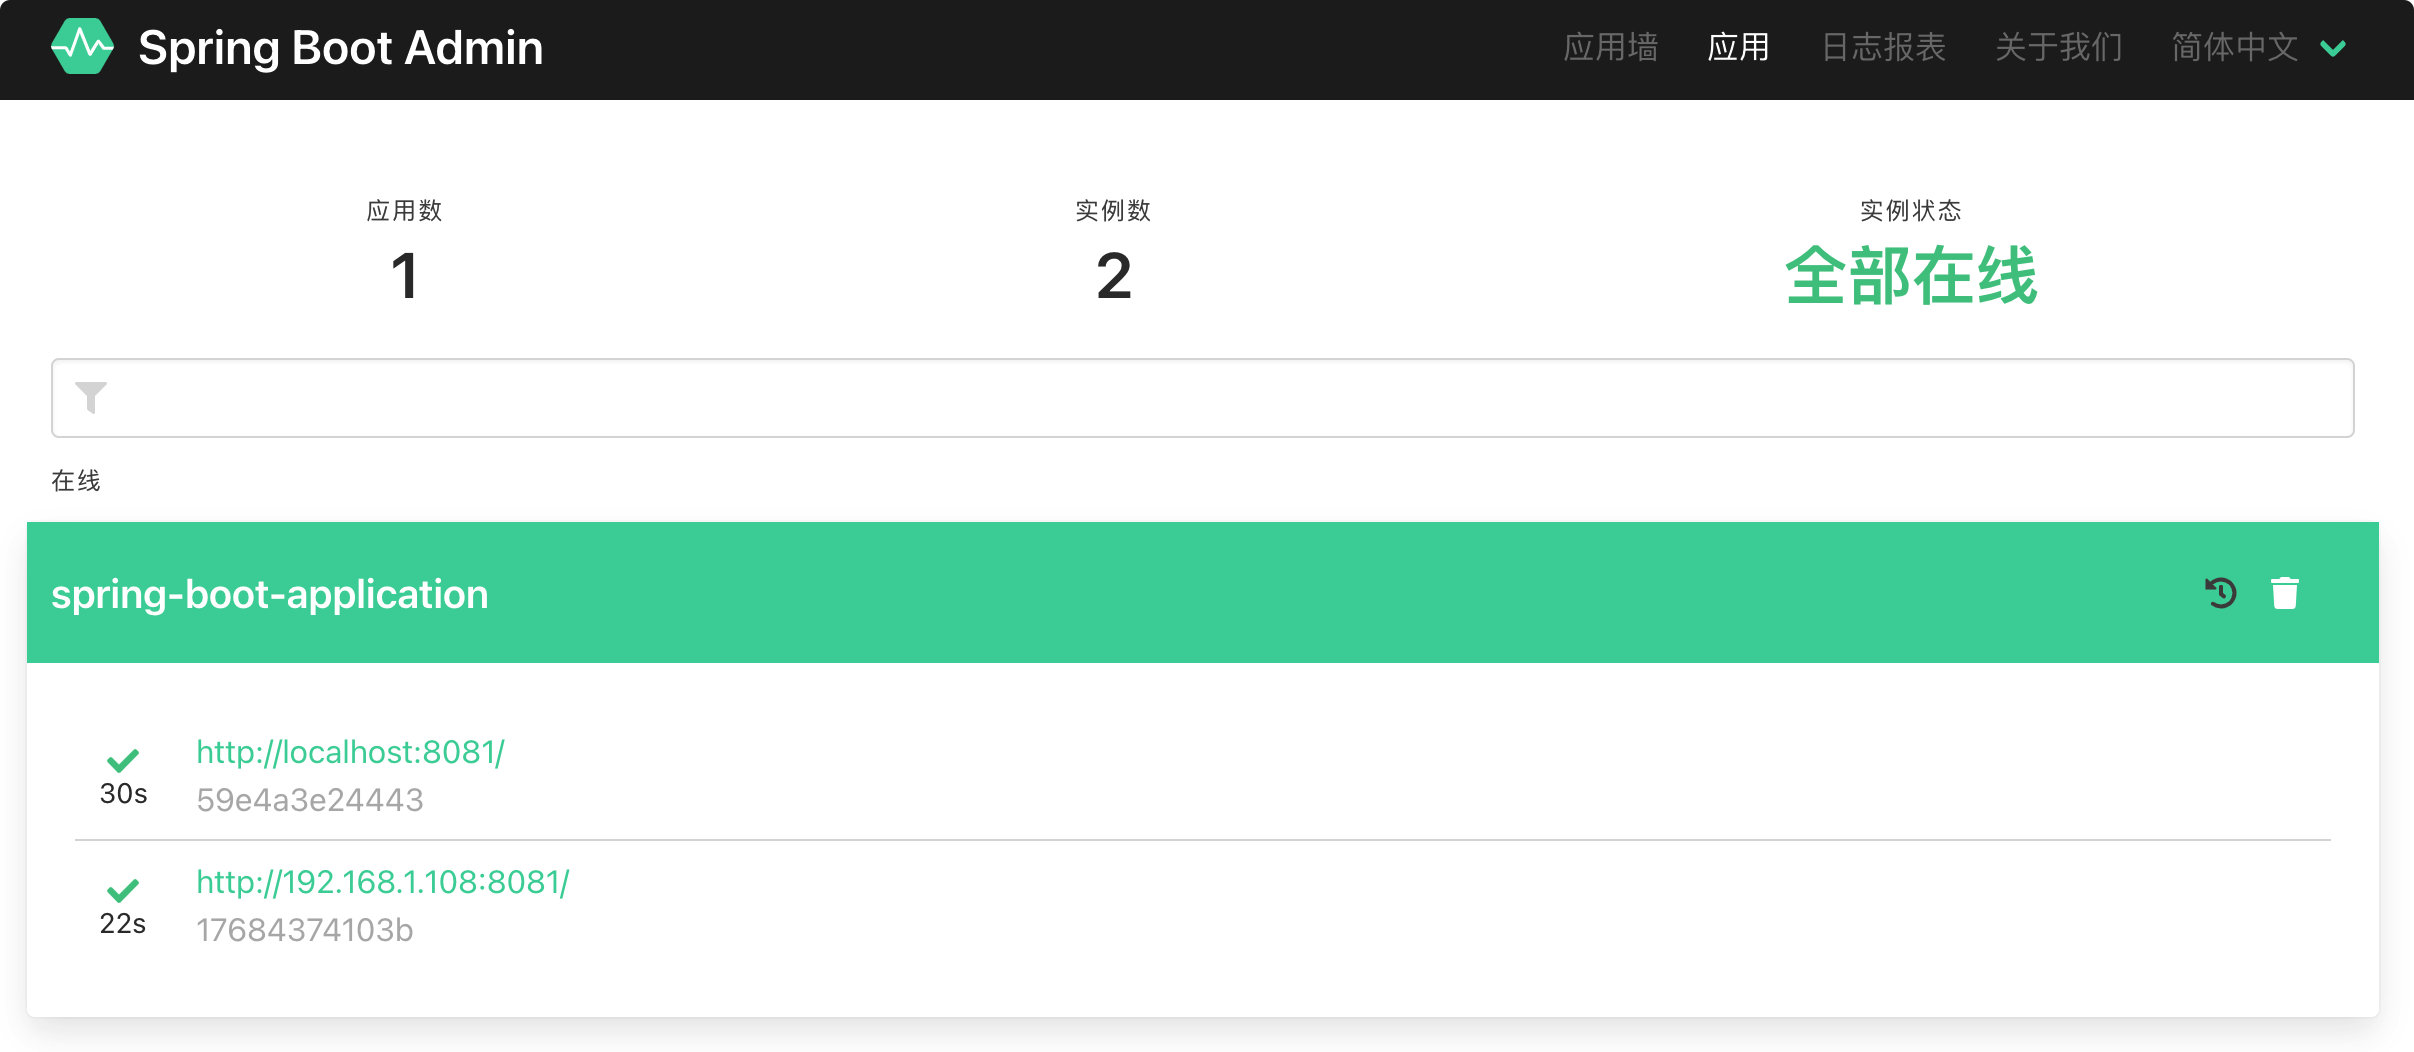 Spring Boot Admin
应用墙 应用 日志报表 关于我们 简体中文
应用数 实例数 实例状态
1 2 全部在线
在线
spring-boot-application
http://localhost:8081/
30s
59e4a3e24443
http://192.168.1.108:8081/
22s
17684374103b